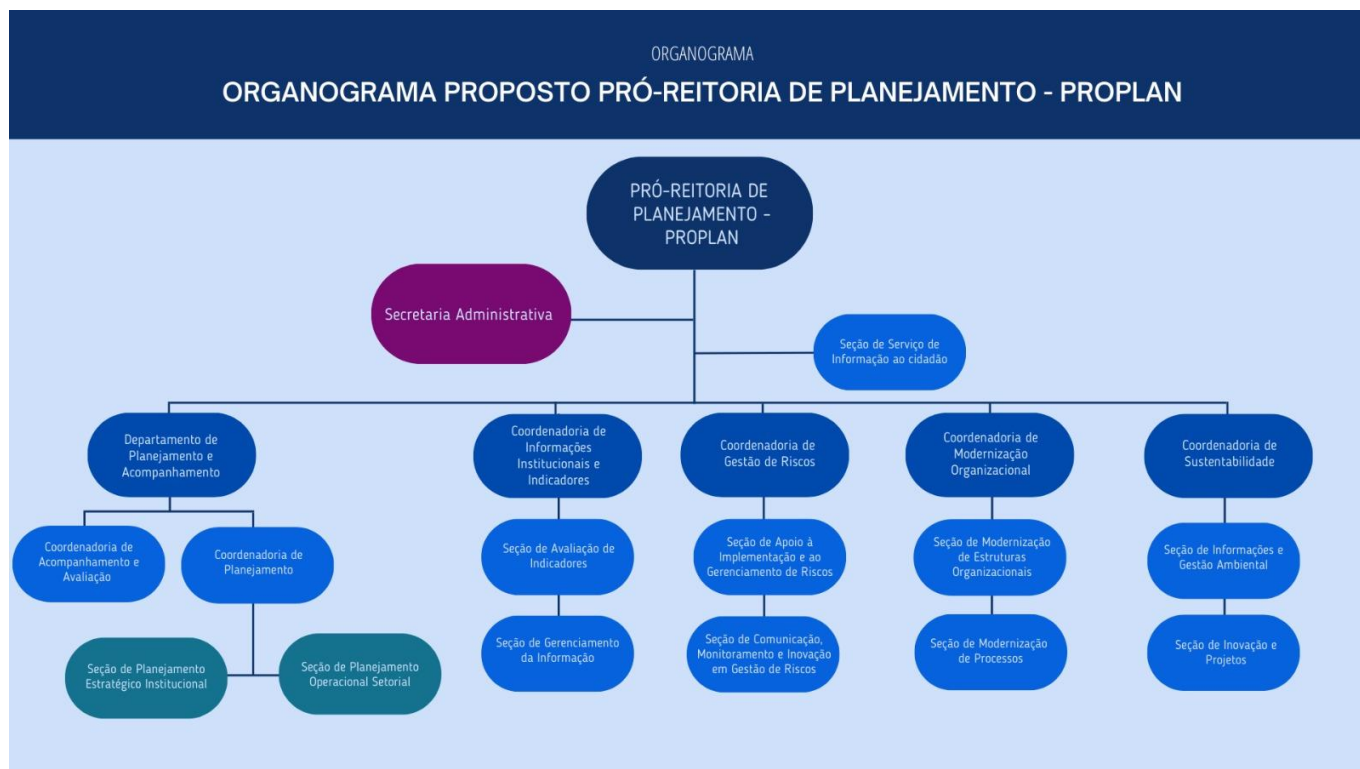 ORGANOGRAMA
ORGANOGRAMA PROPOSTO PRÓ-REITORIA DE PLANEJAMENTO - PROPLAN
PRÓ-REITORIA DE
PLANEJAMENTO -
PROPLAN
Secretaria Administrativa
Seção de Serviço de
Informação ao cidadão
Departamento de
Planejamento e
Acompanhamento
Coordenadoria de
Informações
Institucionais e
Indicadores
Coordenadoria de
Gestão de Riscos
Coordenadoria de
Modernização
Organizacional
Coordenadoria de
Sustentabilidade
Coordenadoria de
Acompanhamento e
Avaliação
Coordenadoria de
Planejamento
Seção de Avaliação de
Indicadores
Seção de Apoio à
Implementação e ao
Gerenciamento de Riscos
Seção de Modernização
de Estruturas
Organizacionais
Seção de Informações e
Gestão Ambiental
Seção de Planejamento
Estratégico Institucional
Seção de Planejamento
Operacional Setorial
Seção de Gerenciamento
da Informação
Seção de Comunicação,
Monitoramento e Inovação
em Gestão de Riscos
Seção de Modernização
de Processos
Seção de Inovação e
Projetos